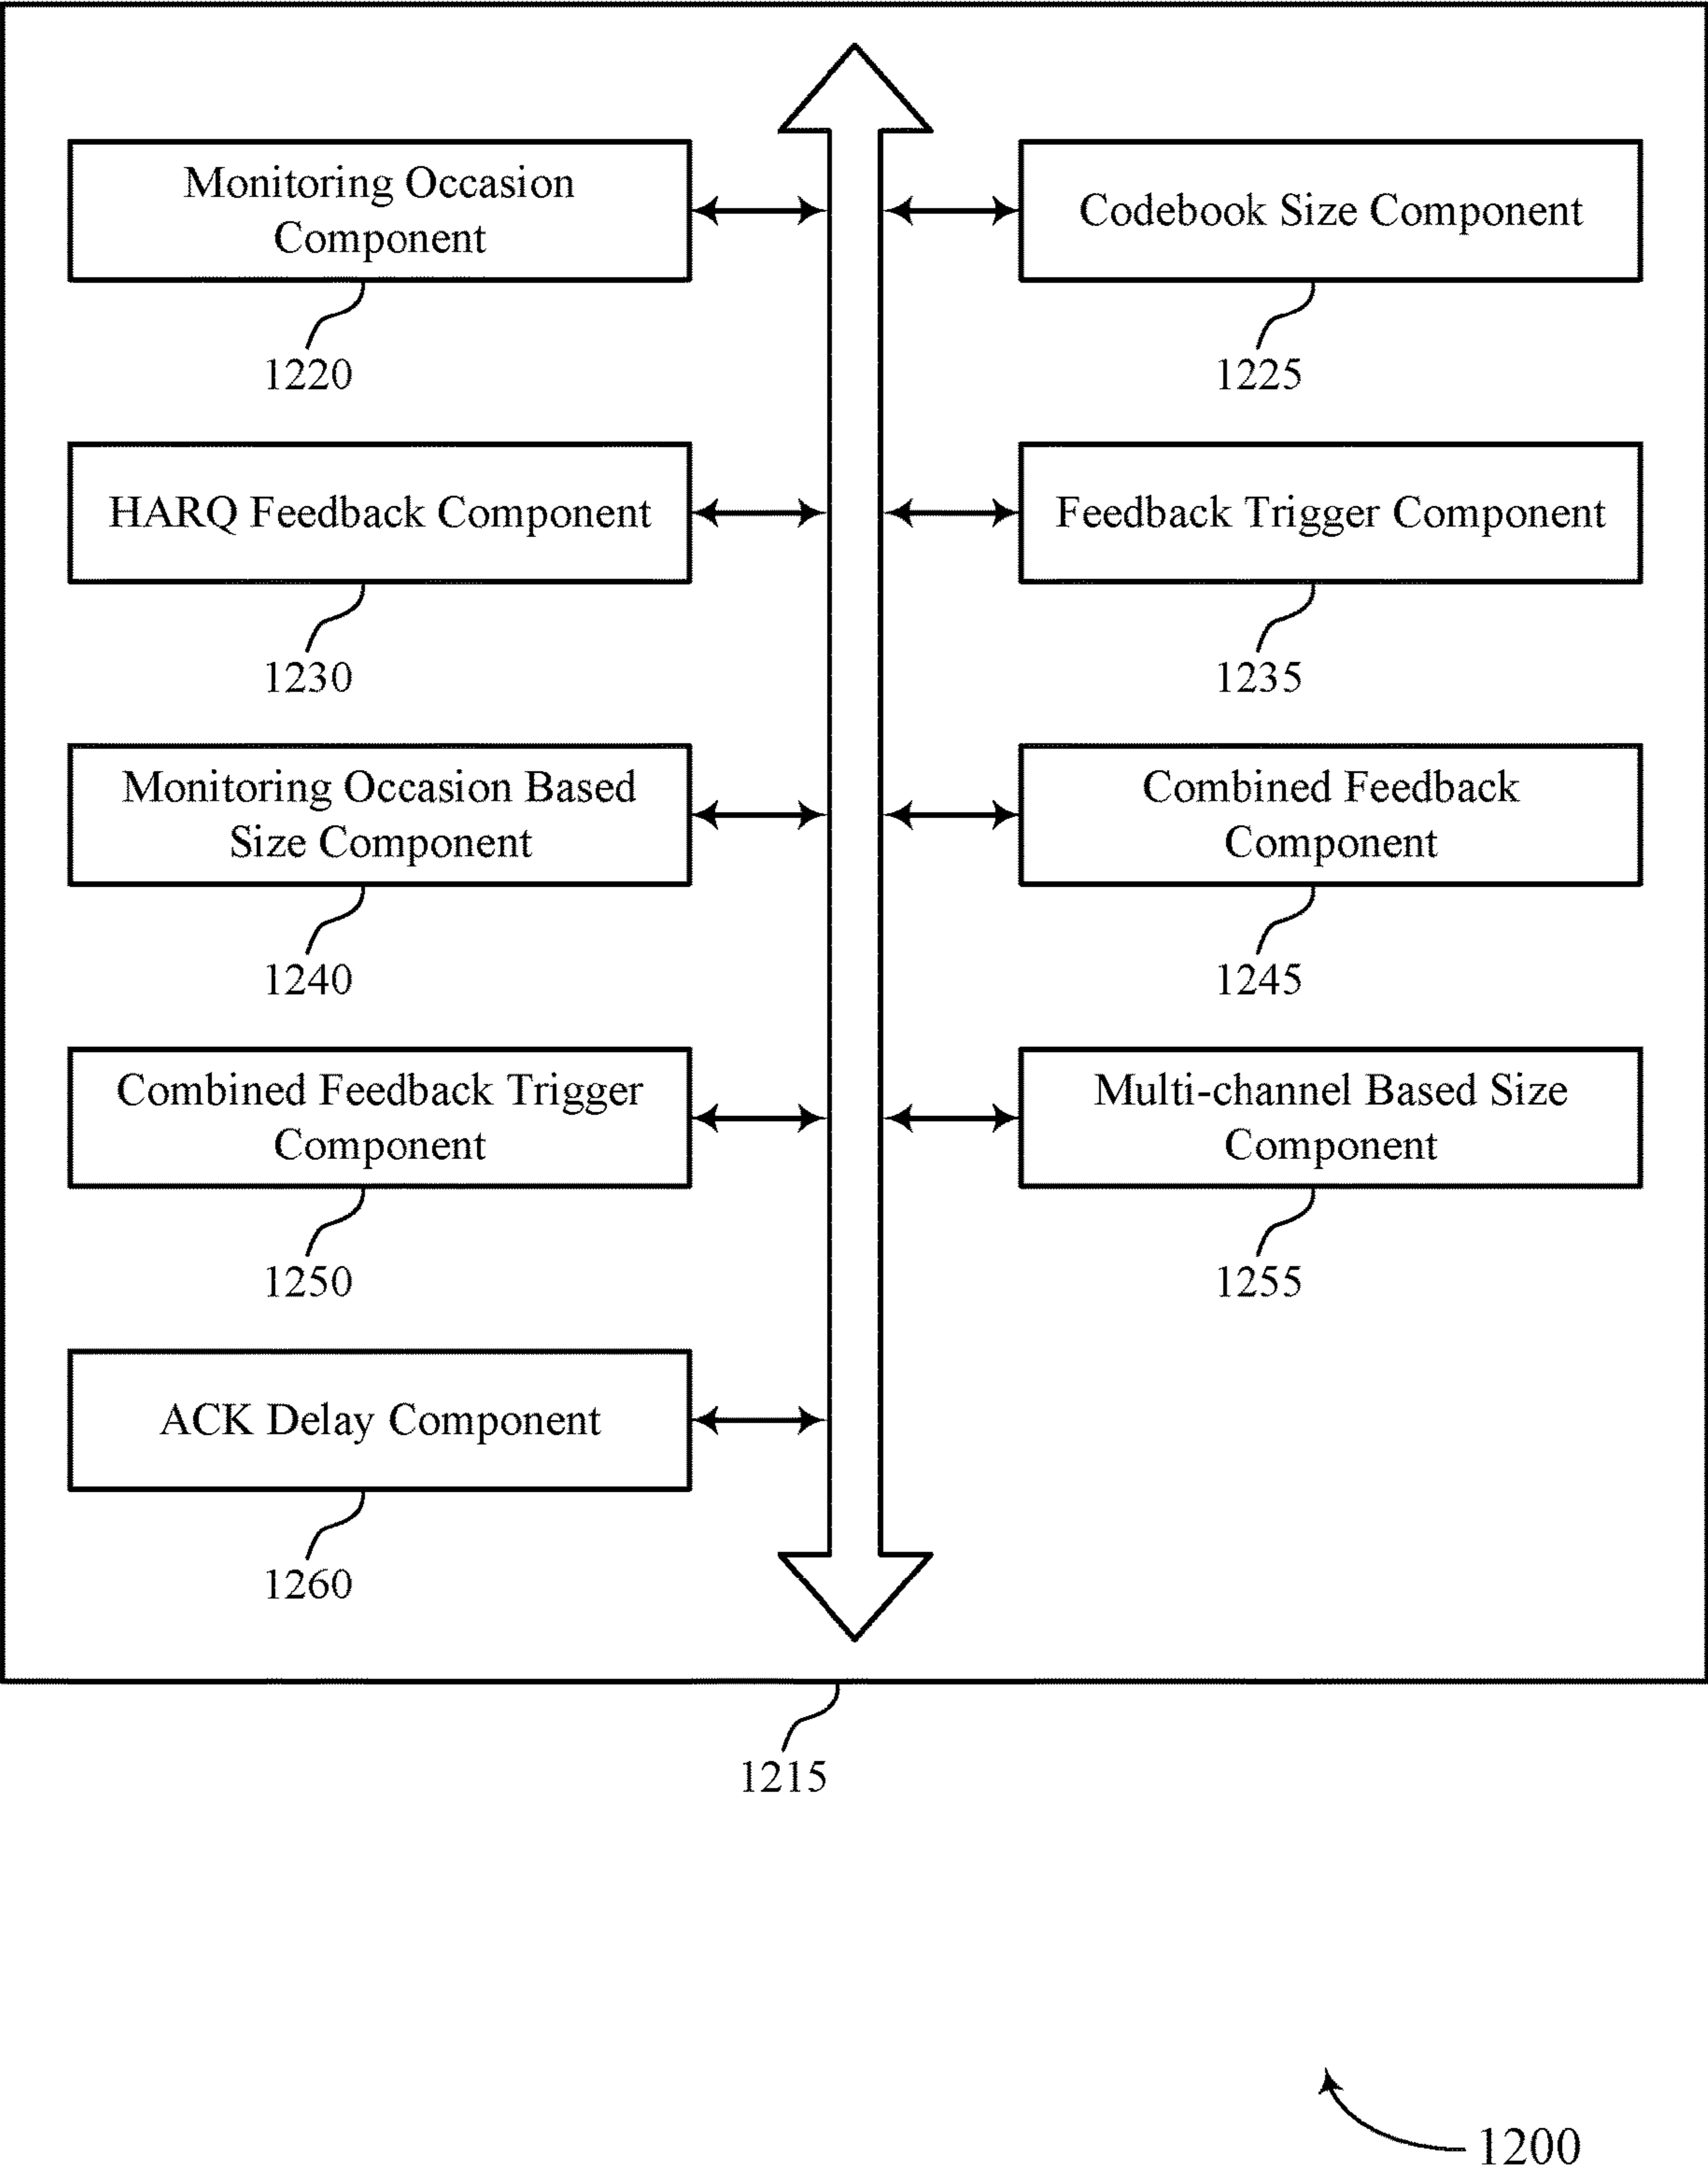 Monitoring Occasion
Component
1220
Codebook Size Component
1225
HARQ Feedback Component
1230
Feedback Trigger Component
1235
Monitoring Occasion Based
Size Component
1240
Combined Feedback
Component
1245
Combined Feedback Trigger
Component
1250
Multi-channel Based Size
Component
1255
ACK Delay Component
1260
1215
1200